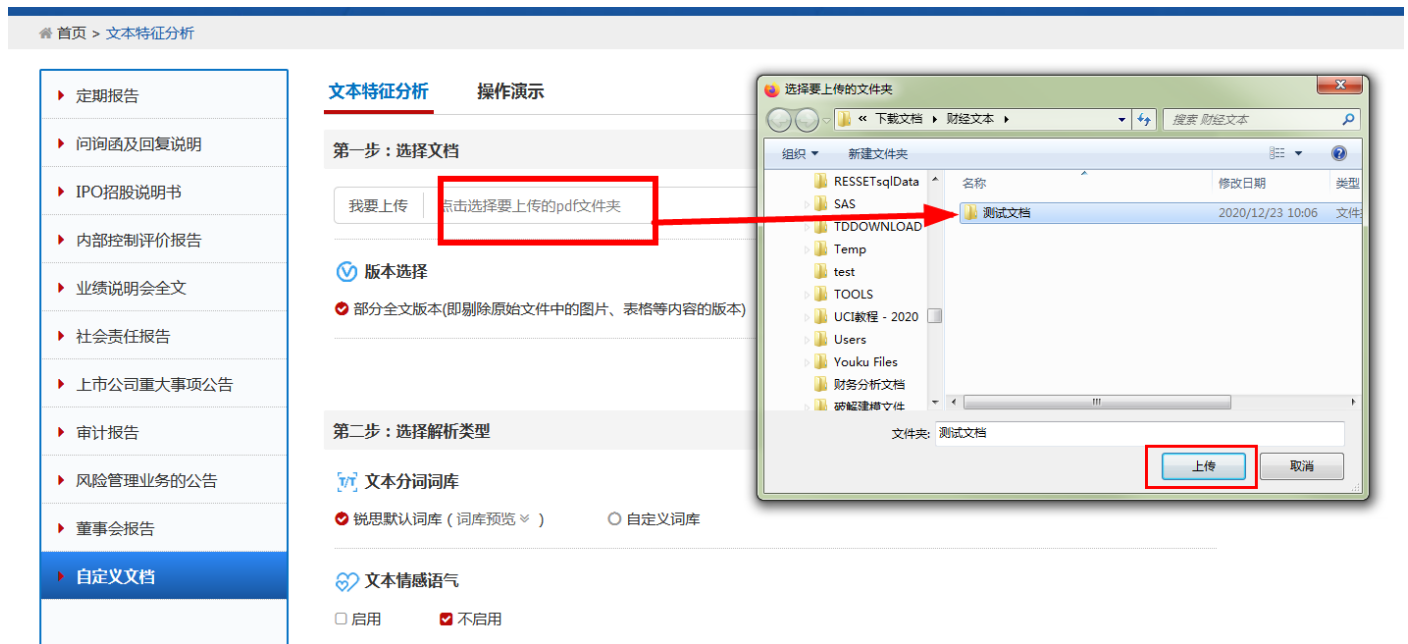 首页 > 文本特征分析
定期报告
问询函及回复说明
IPO招股说明书
内部控制评价报告
业绩说明会全文
社会责任报告
上市公司重大事项公告
审计报告
风险管理业务的公告
董事会报告
自定义文档
文本特征分析 操作演示
第一步：选择文档
我要上传 点击选择要上传的pdf文件夹
版本选择
部分全文版本(即剔除原始文件中的图片、表格等内容的版本)
第二步：选择解析类型
文本分词词库
锐思默认词库 ( 词库预览 ) 自定义词库
文本情感语气
启用 不启用
选择要上传的文件夹
« 下载文档 财经文本 搜索 财经文本
组织 新建文件夹
RESSETsqlData
SAS
TDDOWNLOAD
Temp
test
TOOLS
UCI教程 - 2020
Users
Youku Files
财务分析文档
破解建模文件
名称 修改日期 类型
测试文档 2020/12/23 10:06 文件
文件夹: 测试文档
上传 取消